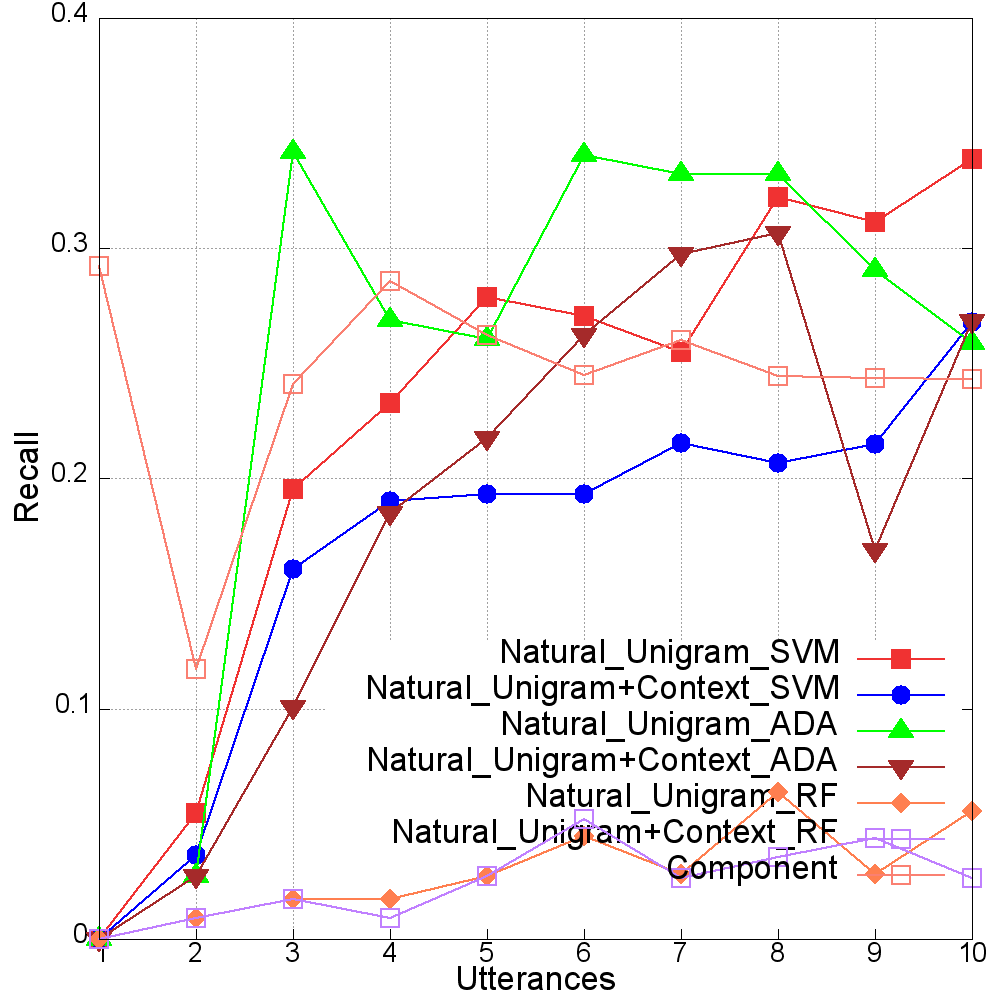 0.4
0.3
0.2
0.1
0
Recall
Natural_Unigram_SVM
Natural_Unigram+Context_SVM
Natural_Unigram_ADA
Natural_Unigram+Context_ADA
Natural_Unigram_RF
Natural_Unigram+Context_RF
Component
1 2 3 4 5 6 7 8 9 10
Utterances